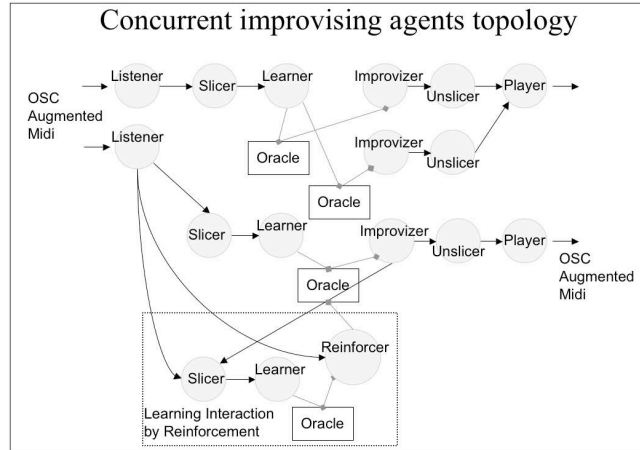 Concurrent improvising agents topology
Listener
Slicer
Learner
Improvizer
Unslicer
Player
OSC
Augmented
Midi
Listener
Oracle
Improvizer
Unslicer
Oracle
Slicer
Learner
Improvizer
Unslicer
Player
Oracle
OSC
Augmented
Midi
Reinforcer
Slicer
Learner
Oracle
Learning Interaction
by Reinforcement